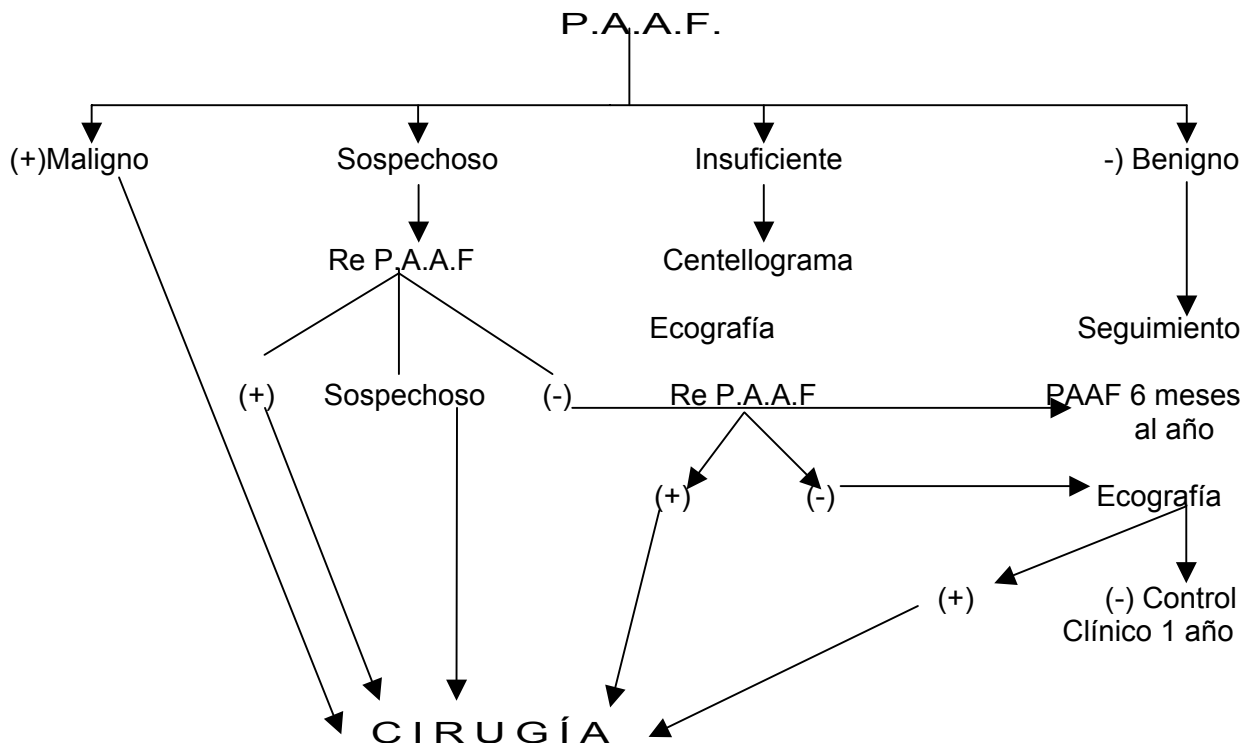 P.A.A.F.
(+)Maligno Sospechoso Insuficiente -) Benigno
Re P.A.A.F Centellograma
Ecografía Seguimiento
(+) Sospechoso (-) Re P.A.A.F PAAF 6 meses
al año
(+) (-) Ecografía
(+) (-) Control
Clínico 1 año
C I R U G Í A